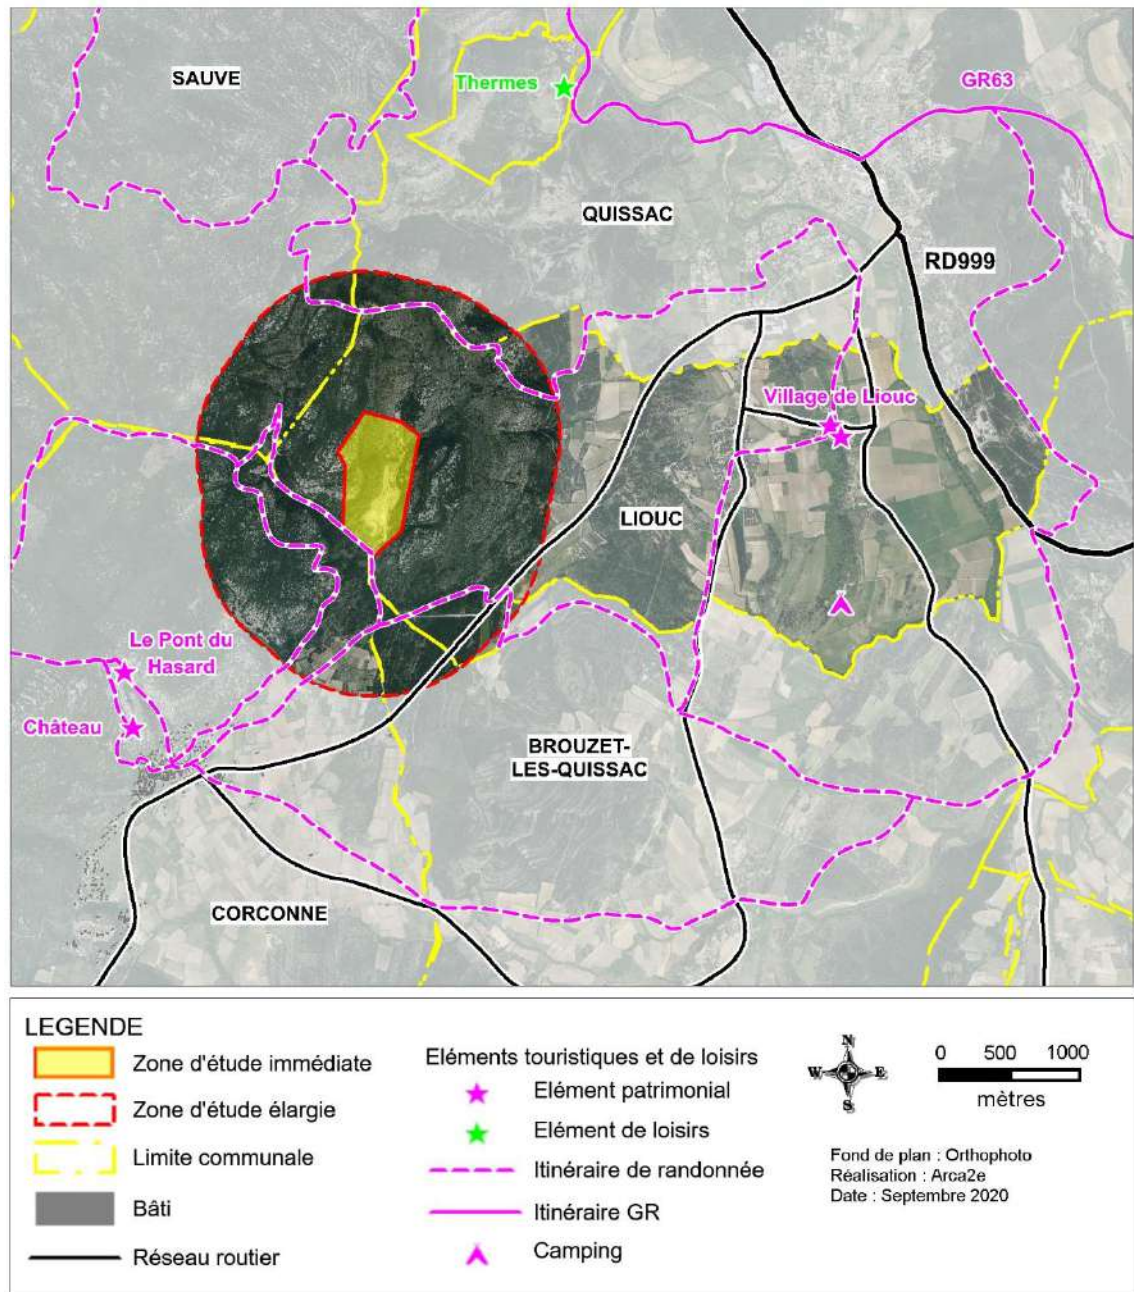 SAUVE
Thermes
GR63
QUISSAC
RD999
Village de Liouc
LIOUC
Le Pont du
Hasard
Château
BROUZET-
LES-QUISSAC
CORCONNE
LEGENDE
Zone d'étude immédiate
Zone d'étude élargie
Limite communale
Bâti
Réseau routier
Eléments touristiques et de loisirs
Elément patrimonial
Elément de loisirs
Itinéraire de randonnée
Itinéraire GR
Camping
N
W E
S
0 500 1000
mètres
Fond de plan : Orthophoto
Réalisation : Arca2e
Date : Septembre 2020